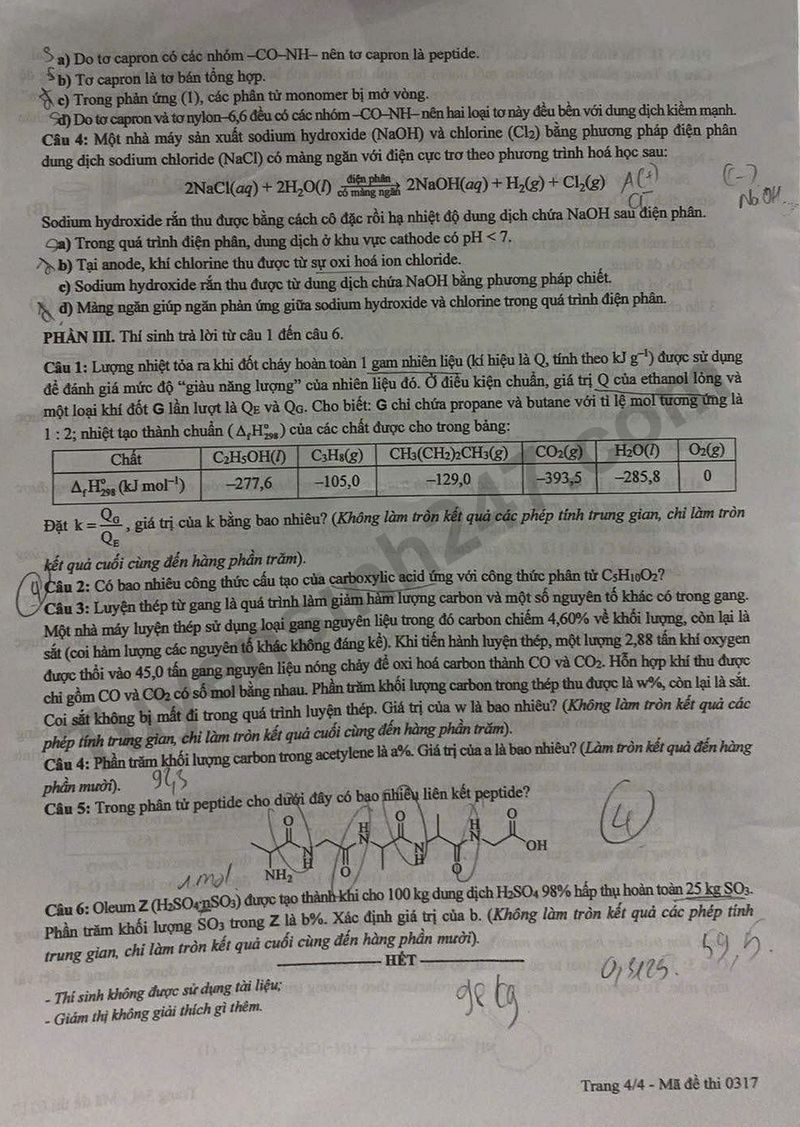 S a) Do tơ capron có các nhóm –CO–NH– nên tơ capron là peptide.
S b) Tơ capron là tơ bán tổng hợp.
c) Trong phản ứng (1), các phân tử monomer bị mở vòng.
d) Do tơ capron và tơ nylon–6,6 đều có các nhóm –CO–NH– nên hai loại tơ này đều bền với dung dịch kiềm mạnh.
Câu 4: Một nhà máy sản xuất sodium hydroxide (NaOH) và chlorine (Cl₂) bằng phương pháp điện phân
dung dịch sodium chloride (NaCl) có màng ngăn với điện cực trơ theo phương trình hoá học sau:
2NaCl(aq) + 2H₂O(l) điện phân có màng ngăn → 2NaOH(aq) + H₂(g) + Cl₂(g) A(+) (-)
NaOH
Sodium hydroxide rắn thu được bằng cách cô đặc rồi hạ nhiệt độ dung dịch chứa NaOH sau điện phân.
a) Trong quá trình điện phân, dung dịch ở khu vực cathode có pH < 7.
b) Tại anode, khí chlorine thu được từ sự oxi hoá ion chloride.
c) Sodium hydroxide rắn thu được từ dung dịch chứa NaOH bằng phương pháp chiết.
d) Màng ngăn giúp ngăn phản ứng giữa sodium hydroxide và chlorine trong quá trình điện phân.
PHẦN III. Thí sinh trả lời từ câu 1 đến câu 6.
Câu 1: Lượng nhiệt tỏa ra khi đốt cháy hoàn toàn 1 gam nhiên liệu (kí hiệu là Q, tính theo kJ g⁻¹) được sử dụng
để đánh giá mức độ “giàu năng lượng” của nhiên liệu đó. Ở điều kiện chuẩn, giá trị Q của ethanol lỏng và
một loại khí đốt G lần lượt là Q_E và Q_G. Cho biết: G chỉ chứa propane và butane với tỉ lệ mol tương ứng là
1 : 2; nhiệt tạo thành chuẩn (Δ_fH°₂₉₈) của các chất được cho trong bảng:
Chất C₂H₅OH(l) C₃H₈(g) CH₃(CH₂)₂CH₃(g) CO₂(g) H₂O(l) O₂(g)
Δ_fH°₂₉₈ (kJ mol⁻¹) –277,6 –105,0 –129,0 –393,5 –285,8 0
Đặt k = Q_G/Q_E, giá trị của k bằng bao nhiêu? (Không làm tròn kết quả các phép tính trung gian, chỉ làm tròn
kết quả cuối cùng đến hàng phần trăm).
Câu 2: Có bao nhiêu công thức cấu tạo của carboxylic acid ứng với công thức phân tử C₅H₁₀O₂?
Câu 3: Luyện thép từ gang là quá trình làm giảm hàm lượng carbon và một số nguyên tố khác có trong gang.
Một nhà máy luyện thép sử dụng loại gang nguyên liệu trong đó carbon chiếm 4,60% về khối lượng, còn lại là
sắt (coi hàm lượng các nguyên tố khác không đáng kể). Khi tiến hành luyện thép, một lượng 2,88 tấn khí oxygen
được thổi vào 45,0 tấn gang nguyên liệu nóng chảy để oxi hoá carbon thành CO và CO₂. Hỗn hợp khí thu được
chỉ gồm CO và CO₂ có số mol bằng nhau. Phần trăm khối lượng carbon trong thép thu được là w%, còn lại là sắt.
Coi sắt không bị mất đi trong quá trình luyện thép. Giá trị của w là bao nhiêu? (Không làm tròn kết quả các
phép tính trung gian, chỉ làm tròn kết quả cuối cùng đến hàng phần trăm).
Câu 4: Phần trăm khối lượng carbon trong acetylene là a%. Giá trị của a là bao nhiêu? (Làm tròn kết quả đến hàng
phần mười).
Câu 5: Trong phân tử peptide cho dưới đây có bao nhiêu liên kết peptide?
4
O H N O H N O
NH₂ N H O N H O OH
1 mol
Câu 6: Oleum Z (H₂SO₄.nSO₃) được tạo thành khi cho 100 kg dung dịch H₂SO₄ 98% hấp thụ hoàn toàn 25 kg SO₃.
Phần trăm khối lượng SO₃ trong Z là b%. Xác định giá trị của b. (Không làm tròn kết quả các phép tính
trung gian, chỉ làm tròn kết quả cuối cùng đến hàng phần mười).
HẾT
0,3125.
98 kg
- Thí sinh không được sử dụng tài liệu;
- Giám thị không giải thích gì thêm.
Trang 4/4 - Mã đề thi 0317